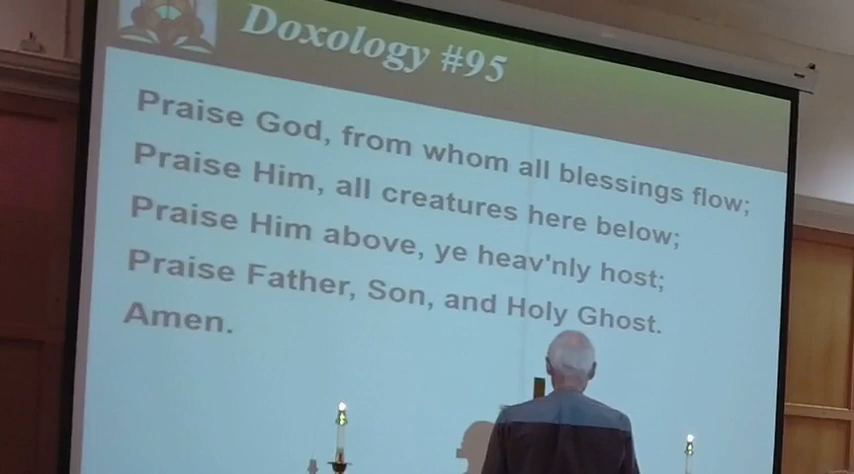 Doxology #95
Praise God, from whom all blessings flow;
Praise Him, all creatures here below;
Praise Him above, ye heav'nly host;
Praise Father, Son, and Holy Ghost.
Amen.